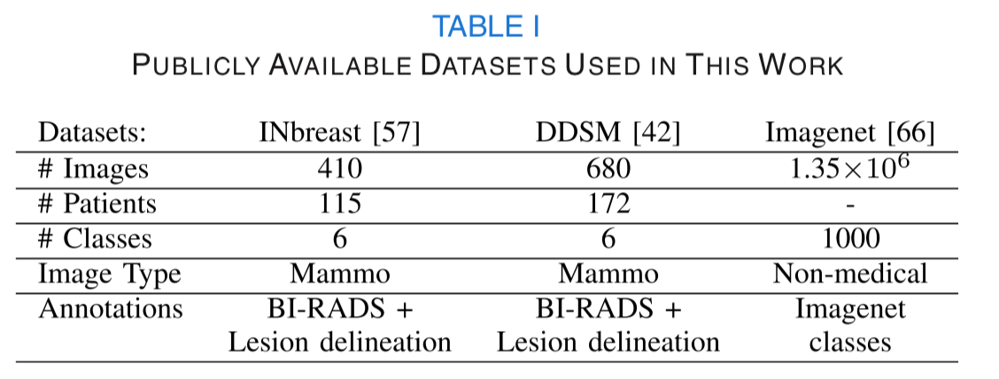 TABLE I
PUBLICLY AVAILABLE DATASETS USED IN THIS WORK
Datasets: INbreast [57] DDSM [42] Imagenet [66]
# Images 410 680 1.35×10⁶
# Patients 115 172 -
# Classes 6 6 1000
Image Type Mammo Mammo Non-medical
Annotations BI-RADS + BI-RADS + Imagenet
Lesion delineation Lesion delineation classes